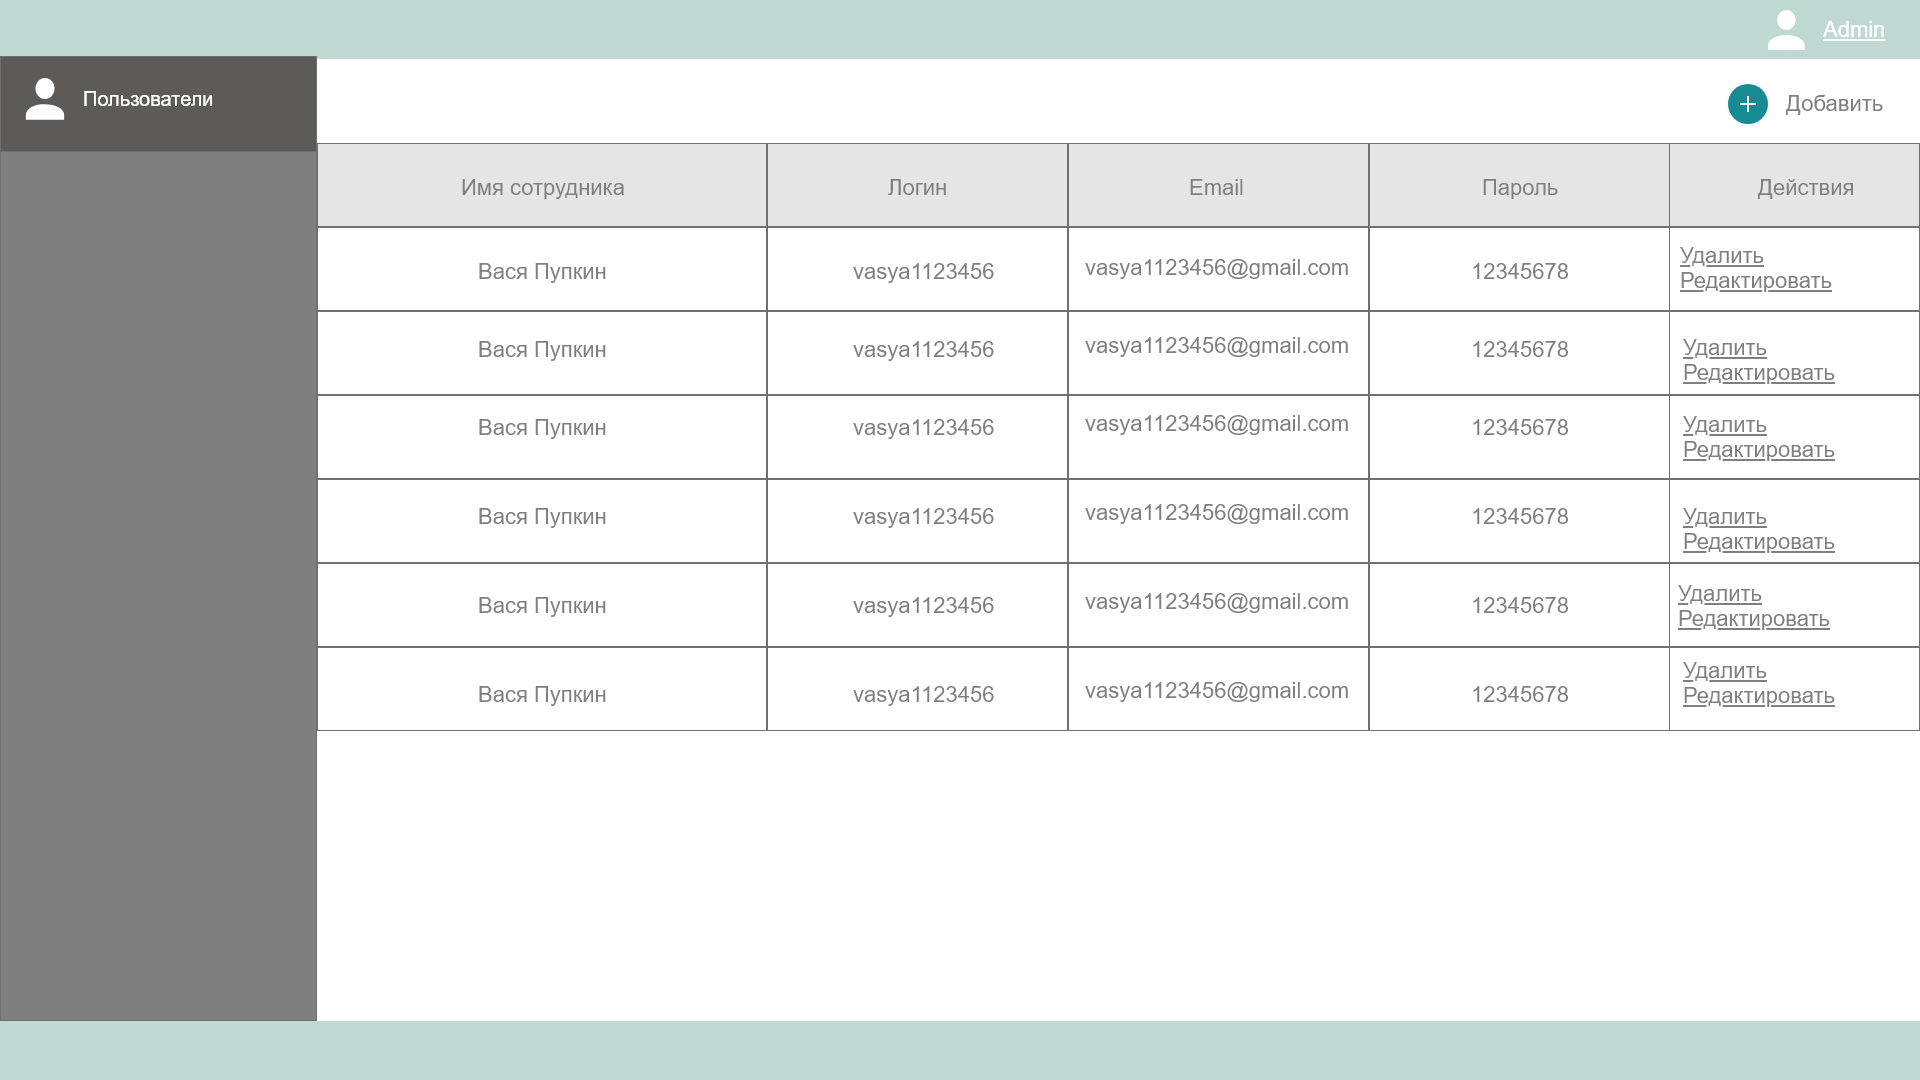 Admin
Пользователи
Добавить
Имя сотрудника Логин Email Пароль Действия
Вася Пупкин vasya1123456 vasya1123456@gmail.com 12345678 Удалить
Редактировать
Вася Пупкин vasya1123456 vasya1123456@gmail.com 12345678 Удалить
Редактировать
Вася Пупкин vasya1123456 vasya1123456@gmail.com 12345678 Удалить
Редактировать
Вася Пупкин vasya1123456 vasya1123456@gmail.com 12345678 Удалить
Редактировать
Вася Пупкин vasya1123456 vasya1123456@gmail.com 12345678 Удалить
Редактировать
Вася Пупкин vasya1123456 vasya1123456@gmail.com 12345678 Удалить
Редактировать